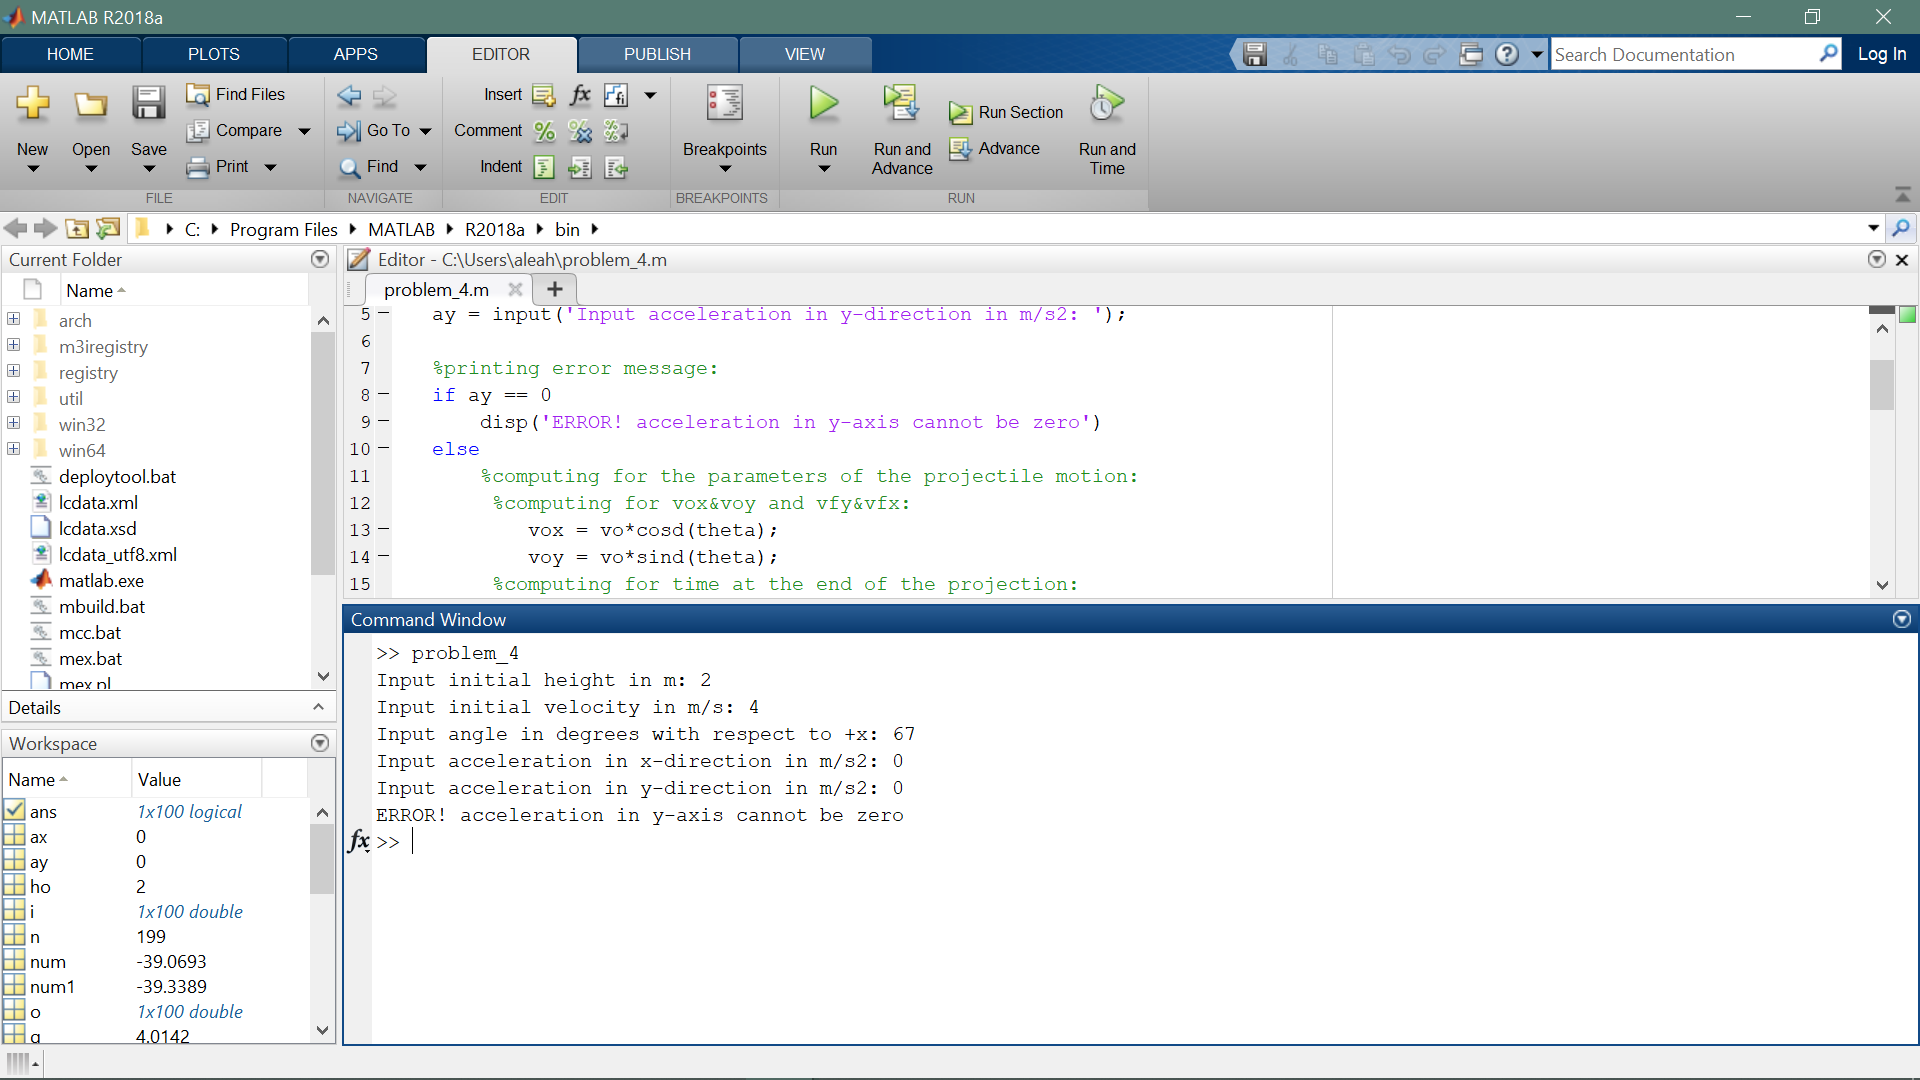 MATLAB R2018a
HOME PLOTS APPS EDITOR PUBLISH VIEW
Search Documentation
Log In
New
Open
Save
Find Files
Compare
Print
FILE
Go To
Find
NAVIGATE
Insert
fx
fi
Comment
Indent
EDIT
Breakpoints
BREAKPOINTS
Run
Run and
Advance
Run Section
Advance
Run and
Time
RUN
C: Program Files MATLAB R2018a bin
Current Folder
Name
arch
m3iregistry
registry
util
win32
win64
deploytool.bat
lcdata.xml
lcdata.xsd
lcdata_utf8.xml
matlab.exe
mbuild.bat
mcc.bat
mex.bat
mex.pl
Details
Workspace
Name Value
ans 1x100 logical
ax 0
ay 0
ho 2
i 1x100 double
n 199
num -39.0693
num1 -39.3389
o 1x100 double
q 4.0142
Editor - C:\Users\aleah\problem_4.m
problem_4.m
5 – ay = input('Input acceleration in y-direction in m/s2: ');
6
7 %printing error message:
8 – if ay == 0
9 – disp('ERROR! acceleration in y-axis cannot be zero')
10 – else
11 %computing for the parameters of the projectile motion:
12 %computing for vox&voy and vfy&vfx:
13 – vox = vo*cosd(theta);
14 – voy = vo*sind(theta);
15 %computing for time at the end of the projection:
Command Window
>> problem_4
Input initial height in m: 2
Input initial velocity in m/s: 4
Input angle in degrees with respect to +x: 67
Input acceleration in x-direction in m/s2: 0
Input acceleration in y-direction in m/s2: 0
ERROR! acceleration in y-axis cannot be zero
fx >>